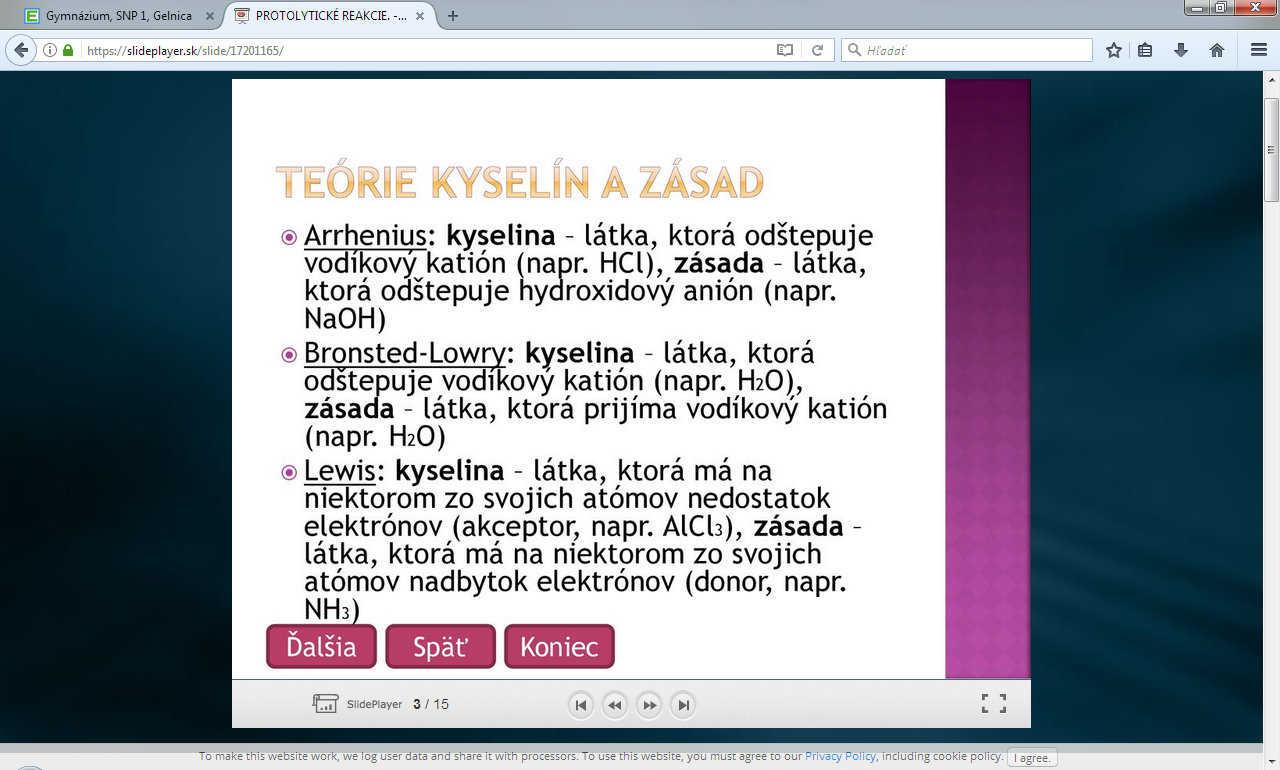 Gymnázium, SNP 1, Gelnica
PROTOLYTICKÉ REAKCIE. -...
https://slideplayer.sk/slide/17201165/
Hľadať
TEÓRIE KYSELÍN A ZÁSAD
Arrhenius: kyselina – látka, ktorá odštepuje
vodíkový katión (napr. HCl), zásada – látka,
ktorá odštepuje hydroxidový anión (napr.
NaOH)
Bronsted-Lowry: kyselina – látka, ktorá
odštepuje vodíkový katión (napr. H₂O),
zásada – látka, ktorá prijíma vodíkový katión
(napr. H₂O)
Lewis: kyselina – látka, ktorá má na
niektorom zo svojich atómov nedostatok
elektrónov (akceptor, napr. AlCl₃), zásada –
látka, ktorá má na niektorom zo svojich
atómov nadbytok elektrónov (donor, napr.
NH₃)
Ďalšia Späť Koniec
SlidePlayer 3 / 15
To make this website work, we log user data and share it with processors. To use this website, you must agree to our Privacy Policy, including cookie policy. I agree.